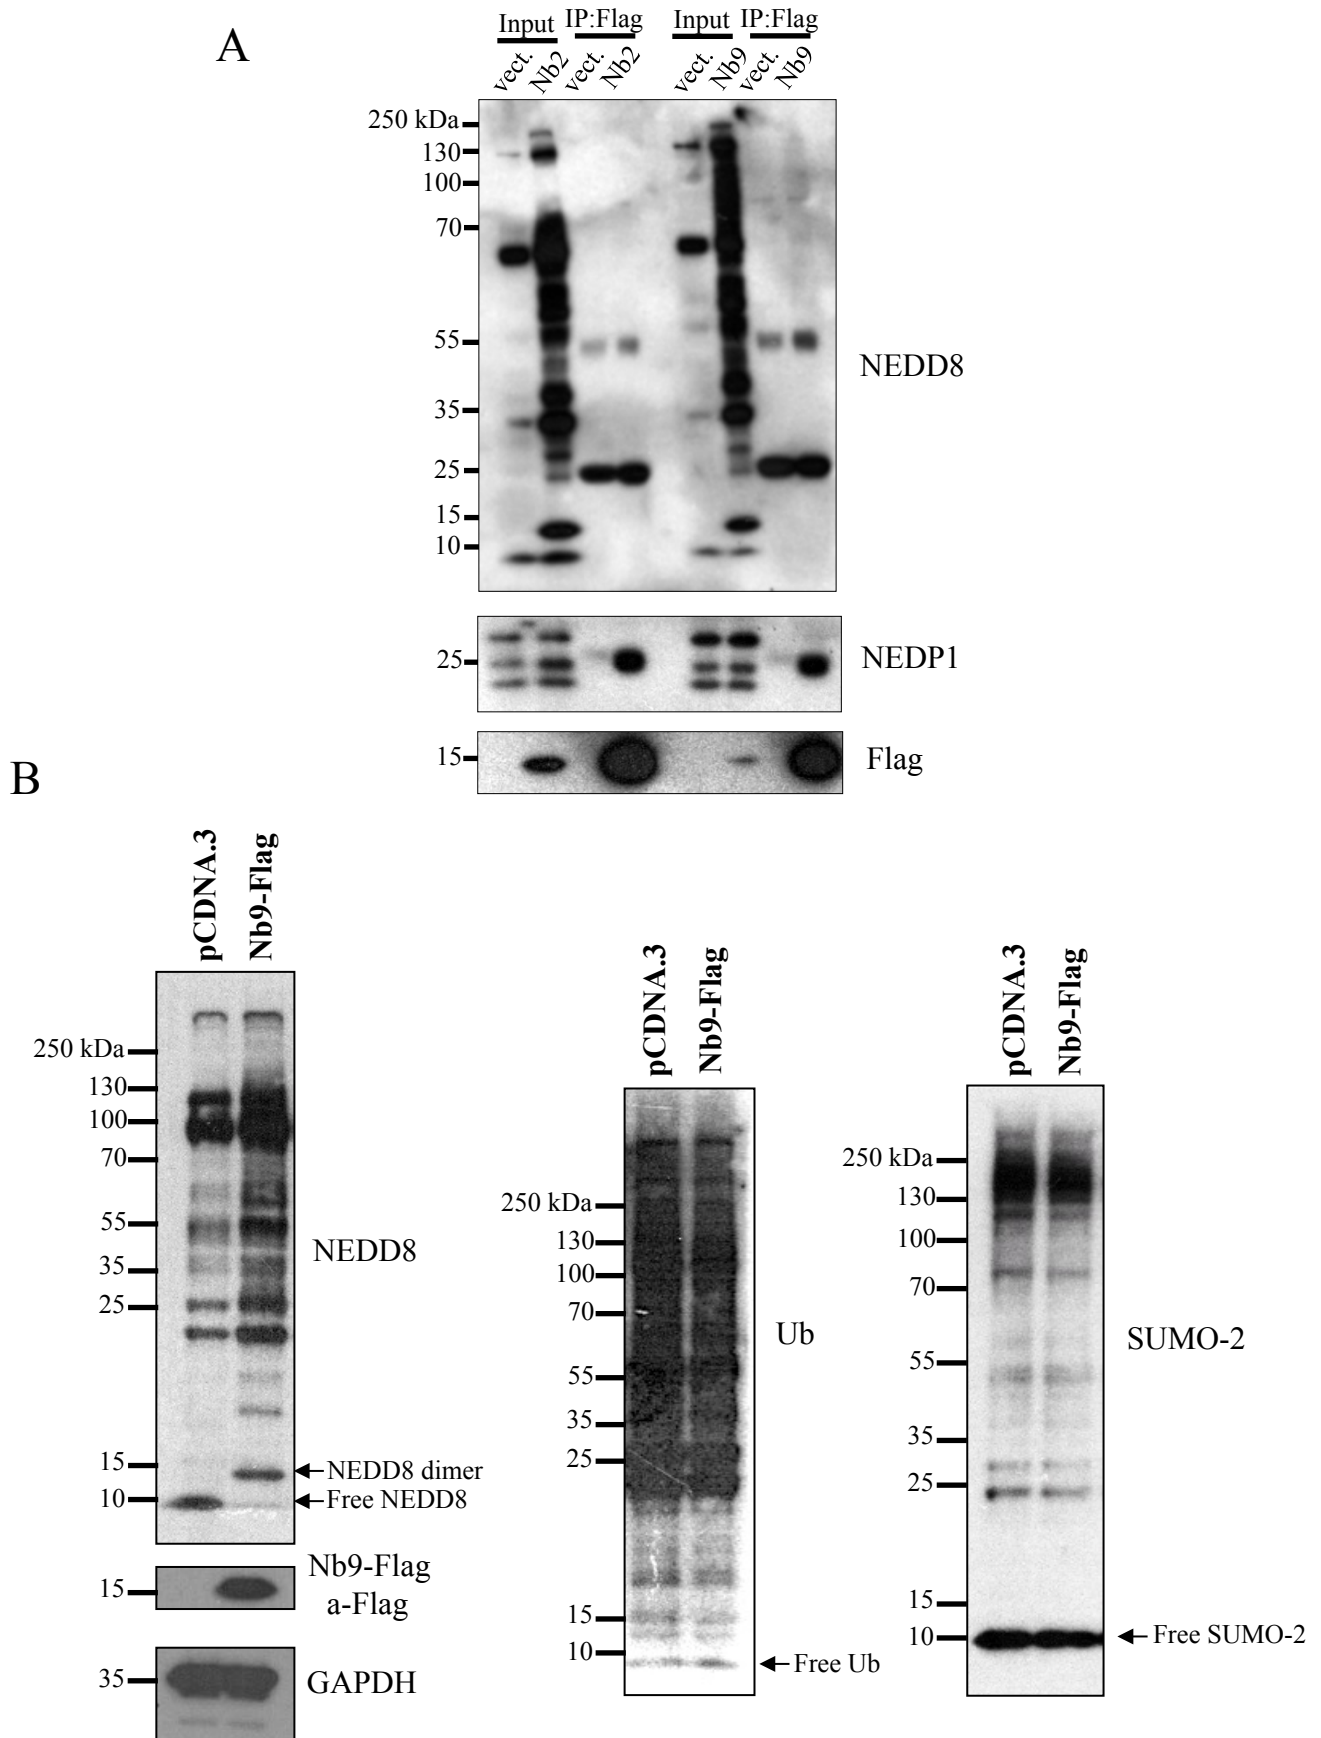 A
Input IP:Flag Input IP:Flag
vect. Nb2 vect. Nb2 vect. Nb9 vect. Nb9
250 kDa
130
100
70
55
35
25
15
10
NEDD8
25
NEDP1
15
Flag
B
pCDNA.3 Nb9-Flag
250 kDa
130
100
70
55
35
25
15
10
NEDD8
NEDD8 dimer
Free NEDD8
15
Nb9-Flag
a-Flag
35
GAPDH
pCDNA.3 Nb9-Flag
250 kDa
130
100
70
55
35
25
15
10
Ub
Free Ub
pCDNA.3 Nb9-Flag
250 kDa
130
100
70
55
35
25
15
10
SUMO-2
Free SUMO-2